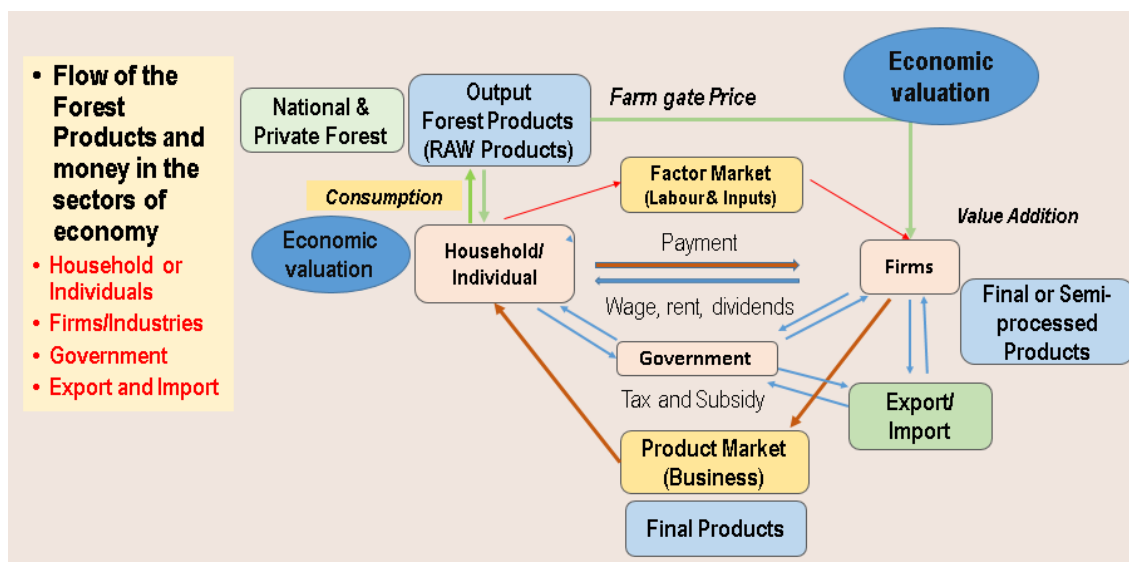 • Flow of the
Forest
Products and
money in the
sectors of
economy
• Household or
Individuals
• Firms/Industries
• Government
• Export and Import
National &
Private Forest
Output
Forest Products
(RAW Products)
Farm gate Price
Economic
valuation
Consumption
Factor Market
(Labour & Inputs)
Value Addition
Economic
valuation
Household/
Individual
Payment
Firms
Wage, rent, dividends
Final or Semi-
processed
Products
Government
Tax and Subsidy
Export/
Import
Product Market
(Business)
Final Products